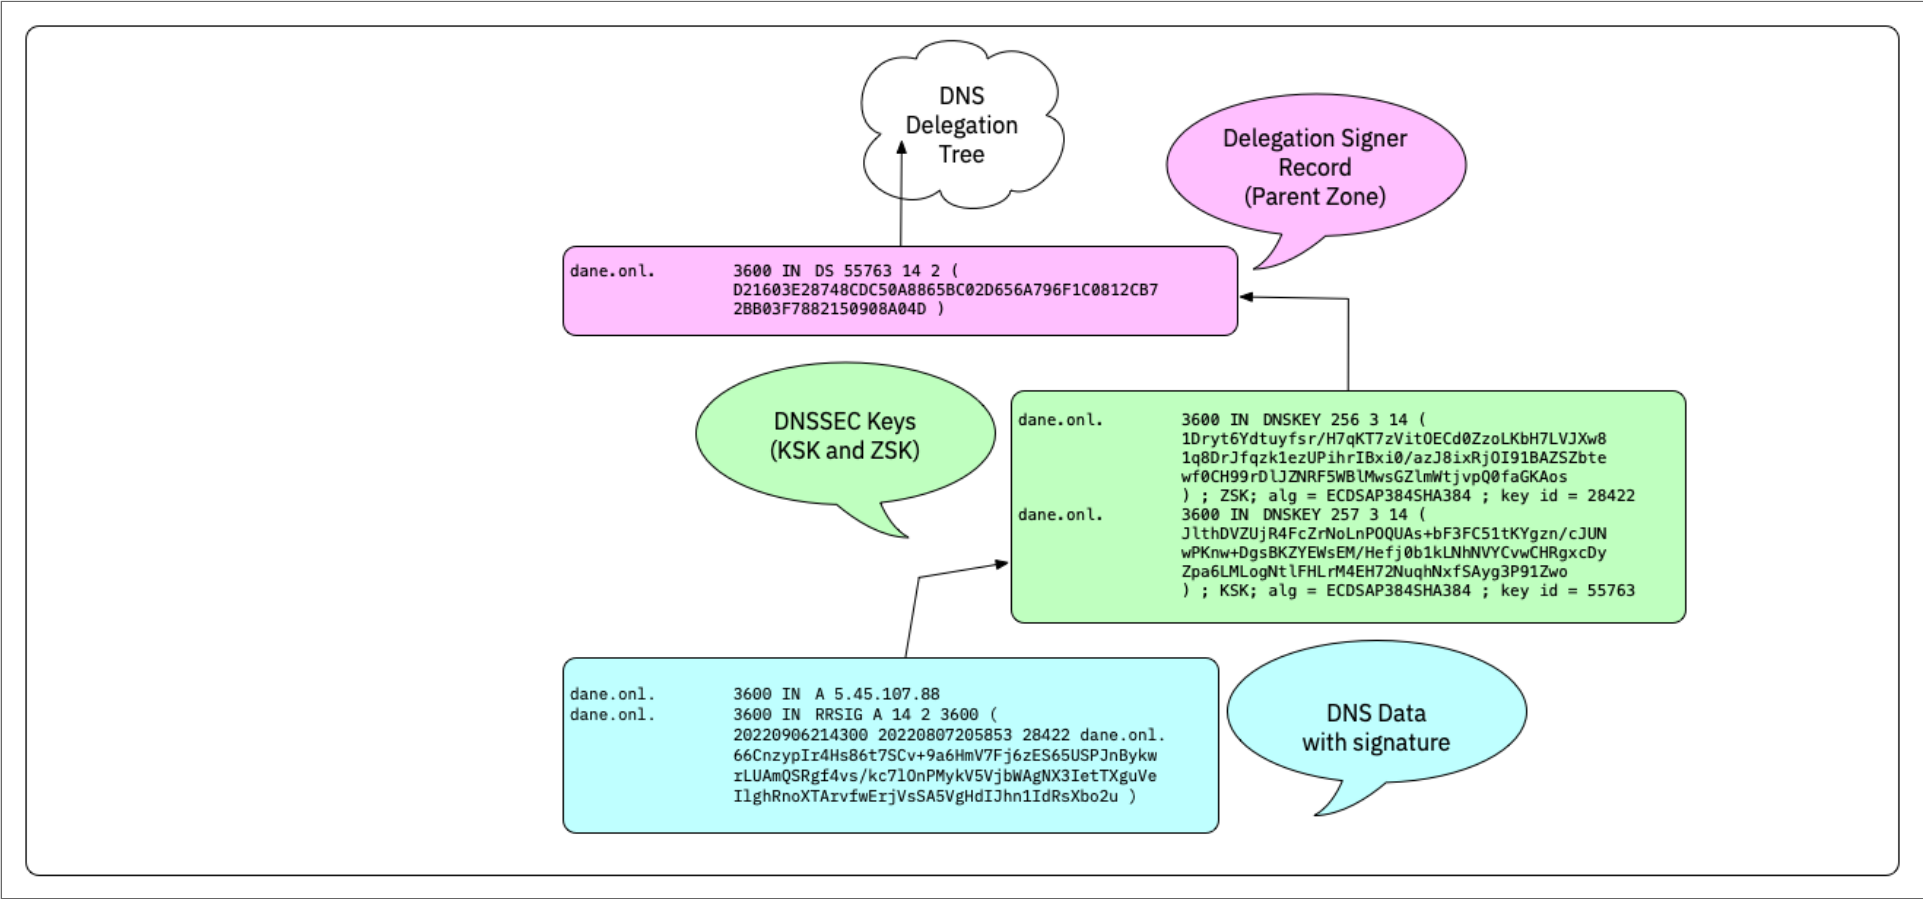 DNS
Delegation
Tree
Delegation Signer
Record
(Parent Zone)
dane.onl. 3600 IN DS 55763 14 2 (
D21603E28748CDC50A8865BC02D656A796F1C0812CB7
2BB03F7882150908A04D )
DNSSEC Keys
(KSK and ZSK)
dane.onl. 3600 IN DNSKEY 256 3 14 (
1Dryt6Ydtuyfsr/H7qKT7zVitOECd0ZzoLKbH7LVJXw8
1q8DrJfqzk1ezUPihrIBxi0/azJ8ixRjOI91BAZSZbte
wf0CH99rDlJZNRF5WBlMwsGZlmWtjvpQ0faGKAos
) ; ZSK; alg = ECDSAP384SHA384 ; key id = 28422
dane.onl. 3600 IN DNSKEY 257 3 14 (
JlthDVZUjR4FcZrNoLnPOQUAs+bF3FC51tKYgzn/cJUN
wPKnw+DgsBKZYEWsEM/Hefj0b1kLNhNVYCvwCHRgxcDy
Zpa6LMLogNtlFHLrM4EH72NuqhNxfSAyg3P91Zwo
) ; KSK; alg = ECDSAP384SHA384 ; key id = 55763
dane.onl. 3600 IN A 5.45.107.88
dane.onl. 3600 IN RRSIG A 14 2 3600 (
20220906214300 20220807205853 28422 dane.onl.
66CnzypIr4Hs86t7SCv+9a6HmV7Fj6zES65USPJnBykw
rLUAmQSRgf4vs/kc7lOnPMykV5VjbWAgNX3IetTXguVe
IlghRnoXTArvfwErjVsSA5VgHdIJhn1IdRsXbo2u )
DNS Data
with signature